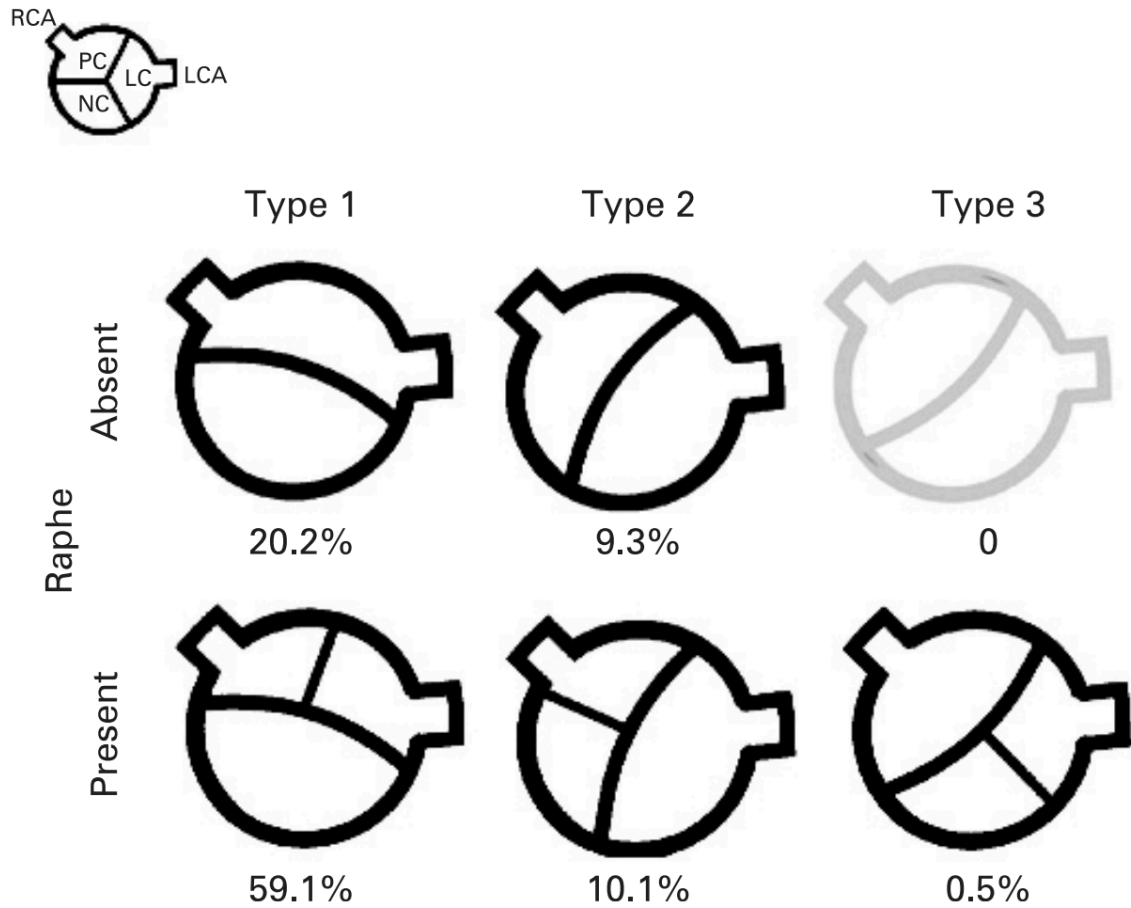 RCA
PC
LC
LCA
NC
Type 1 Type 2 Type 3
Absent
20.2% 9.3% 0
Raphe
Present
59.1% 10.1% 0.5%